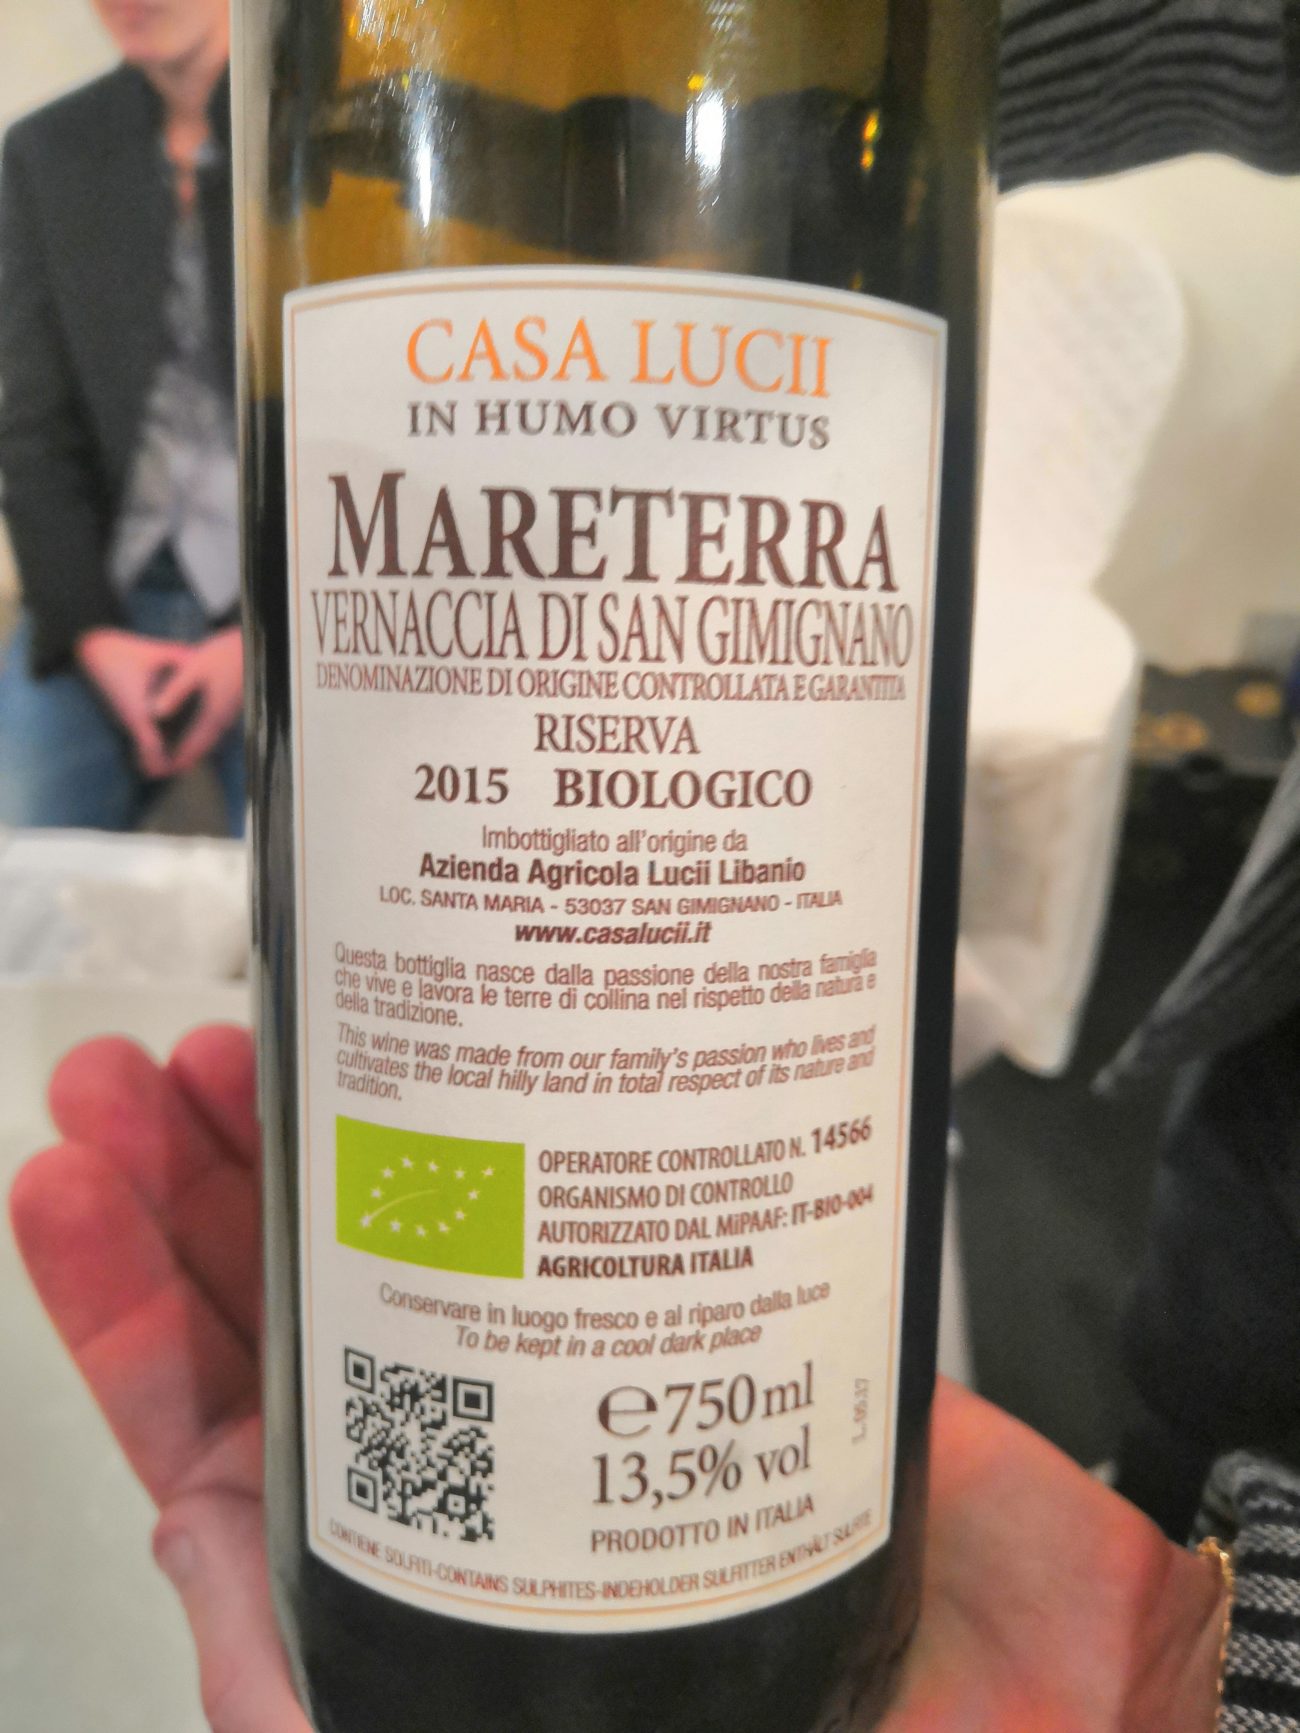 CASA LUCII
IN HUMO VIRTUS
MARETERRA
VERNACCIA DI SAN GIMIGNANO
DENOMINAZIONE DI ORIGINE CONTROLLATA E GARANTITA
RISERVA
2015 BIOLOGICO
Imbottigliato all'origine da
Azienda Agricola Lucii Libanio
LOC. SANTA MARIA - 53037 SAN GIMIGNANO - ITALIA
www.casalucii.it
Questa bottiglia nasce dalla passione della nostra famiglia
che vive e lavora le terre di collina nel rispetto della natura e
della tradizione.
This wine was made from our family's passion who lives and
cultivates the local hilly land in total respect of its nature and
tradition.
OPERATORE CONTROLLATO N. 14566
ORGANISMO DI CONTROLLO
AUTORIZZATO DAL MiPAAF: IT-BIO-004
AGRICOLTURA ITALIA
Conservare in luogo fresco e al riparo dalla luce
To be kept in a cool dark place
e 750 ml
13,5% vol
PRODOTTO IN ITALIA
L.0537
CONTIENE SOLFITI-CONTAINS SULPHITES-INDEHOLDER SULFITTER ENTHÄLT SULFITE